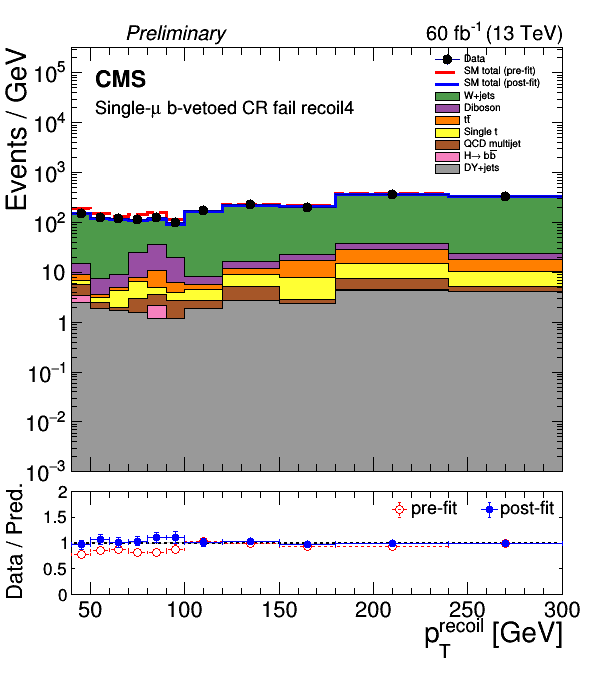 Preliminary 60 fb⁻¹ (13 TeV)
Events / GeV
10⁵
10⁴
10³
10²
10
1
10⁻¹
10⁻²
10⁻³
CMS
Single-μ b-vetoed CR fail recoil4
Data
SM total (pre-fit)
SM total (post-fit)
W+jets
Diboson
tt̅
Single t
QCD multijet
H→ bb̅
DY+jets
Data / Pred.
2
1.5
1
0.5
0
pre-fit post-fit
50 100 150 200 250 300
p_T^recoil [GeV]